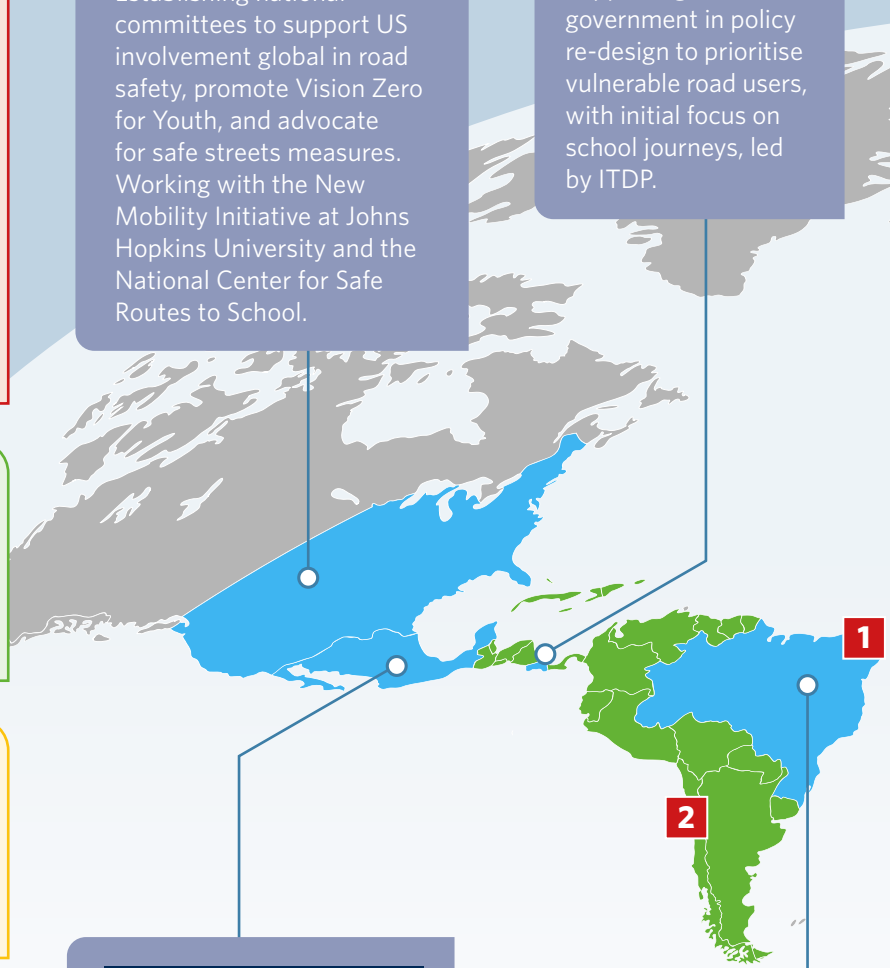 committees to support US
involvement global in road
safety, promote Vision Zero
for Youth, and advocate
for safe streets measures.
Working with the New
Mobility Initiative at Johns
Hopkins University and the
National Center for Safe
Routes to School.
government in policy
re-design to prioritise
vulnerable road users,
with initial focus on
school journeys, led
by ITDP.
1
2